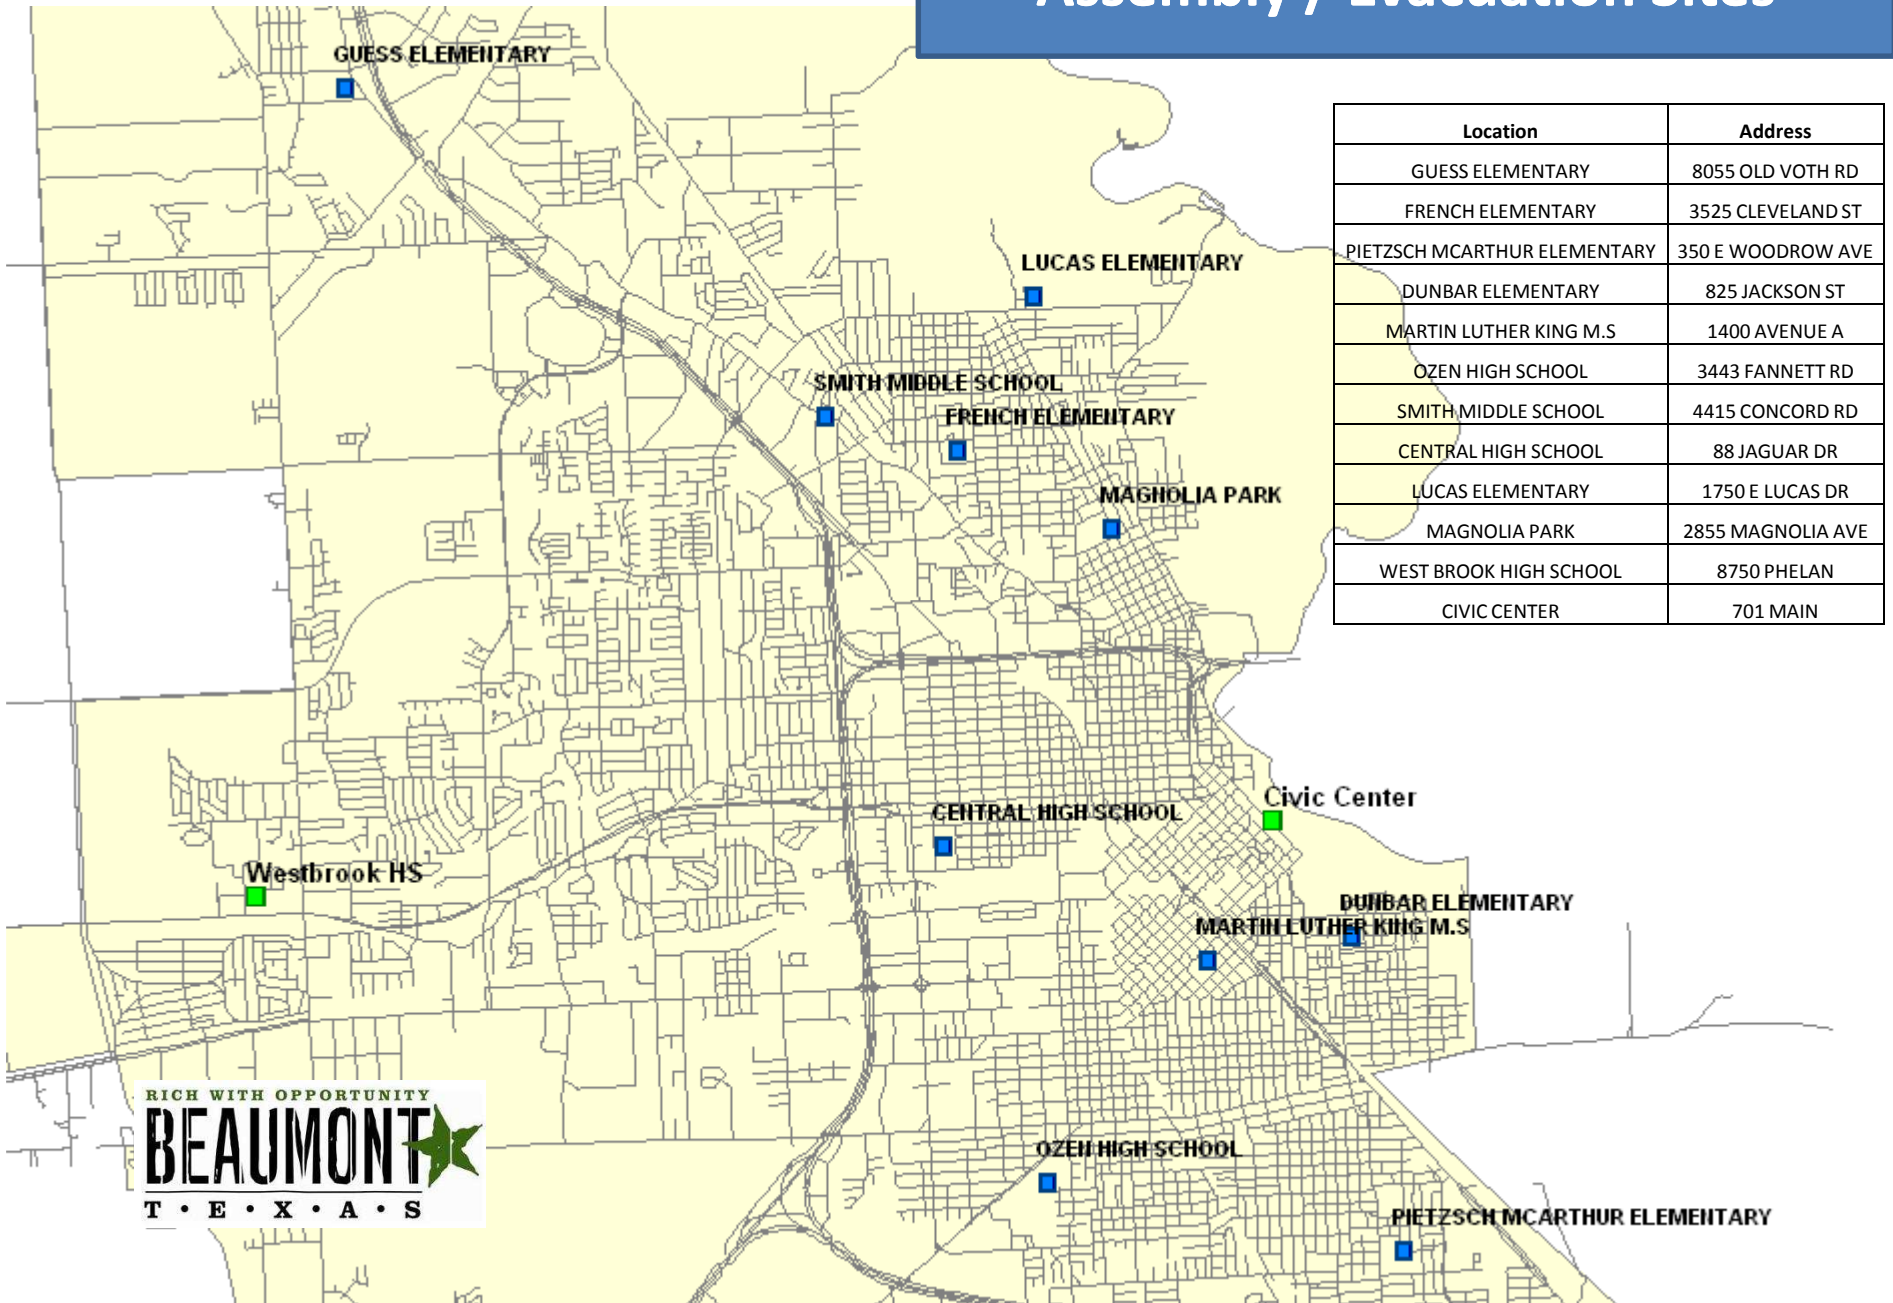 Assembly / Evacuation Sites
GUESS ELEMENTARY
Location Address
GUESS ELEMENTARY 8055 OLD VOTH RD
FRENCH ELEMENTARY 3525 CLEVELAND ST
PIETZSCH MCARTHUR ELEMENTARY 350 E WOODROW AVE
DUNBAR ELEMENTARY 825 JACKSON ST
MARTIN LUTHER KING M.S 1400 AVENUE A
OZEN HIGH SCHOOL 3443 FANNETT RD
SMITH MIDDLE SCHOOL 4415 CONCORD RD
CENTRAL HIGH SCHOOL 88 JAGUAR DR
LUCAS ELEMENTARY 1750 E LUCAS DR
MAGNOLIA PARK 2855 MAGNOLIA AVE
WEST BROOK HIGH SCHOOL 8750 PHELAN
CIVIC CENTER 701 MAIN
LUCAS ELEMENTARY
SMITH MIDDLE SCHOOL
FRENCH ELEMENTARY
MAGNOLIA PARK
Civic Center
CENTRAL HIGH SCHOOL
Westbrook HS
DUNBAR ELEMENTARY
MARTIN LUTHER KING M.S
RICH WITH OPPORTUNITY
BEAUMONT
T • E • X • A • S
OZEN HIGH SCHOOL
PIETZSCH MCARTHUR ELEMENTARY